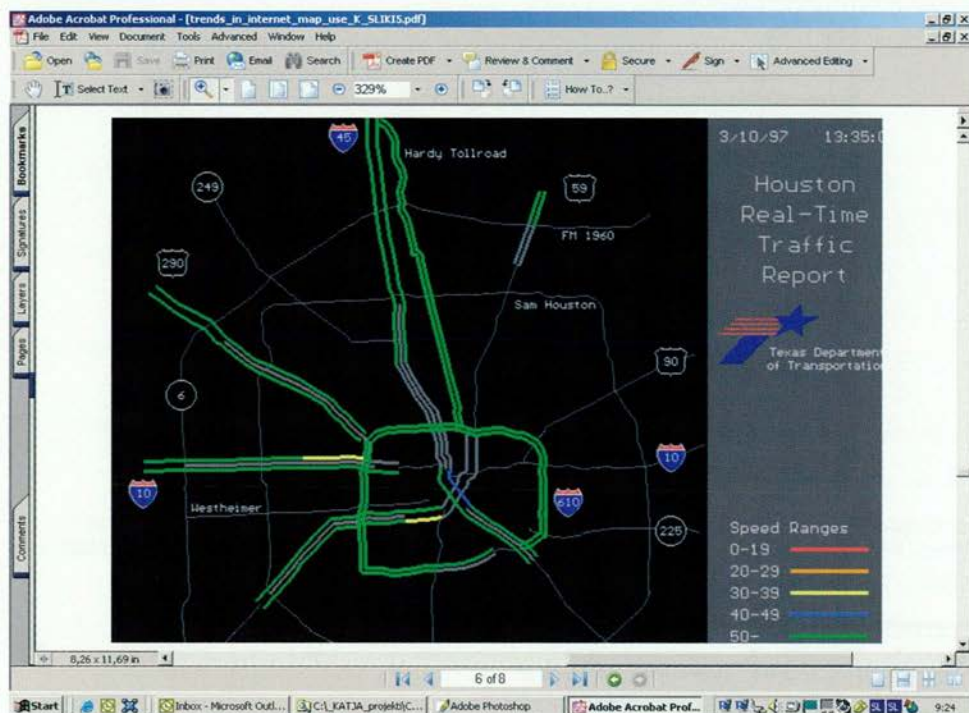 Adobe Acrobat Professional - [trends_in_internet_map_use_K_SLIKI5.pdf]
File Edit View Document Tools Advanced Window Help
Open Save Print Email Search Create PDF Review & Comment Secure Sign Advanced Editing
Select Text 329% How To..?
Bookmarks
Signatures
Layers
Pages
Comments
45
Hardy Tollroad
249
59
FM 1960
290
Sam Houston
90
6
10
10
Westheimer
610
225
3/10/97 13:35:0
Houston
Real-Time
Traffic
Report
Texas Department
of Transportation
Speed Ranges
0-19
20-29
30-39
40-49
50-
8,26 x 11,69 in
6 of 8
Start Inbox - Microsoft Outl... C:\_KATJA_projekti\C... Adobe Photoshop Adobe Acrobat Prof... SL SL 9:24